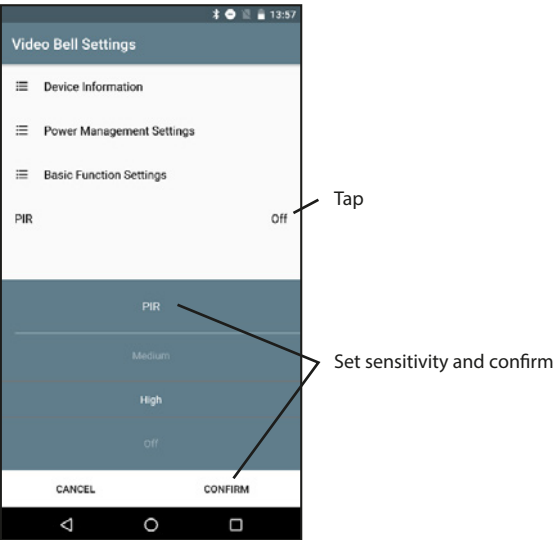 13:57
Video Bell Settings
Device Information
Power Management Settings
Basic Function Settings
PIR Off
Tap
PIR
Set sensitivity and confirm
Medium
High
Off
CANCEL CONFIRM